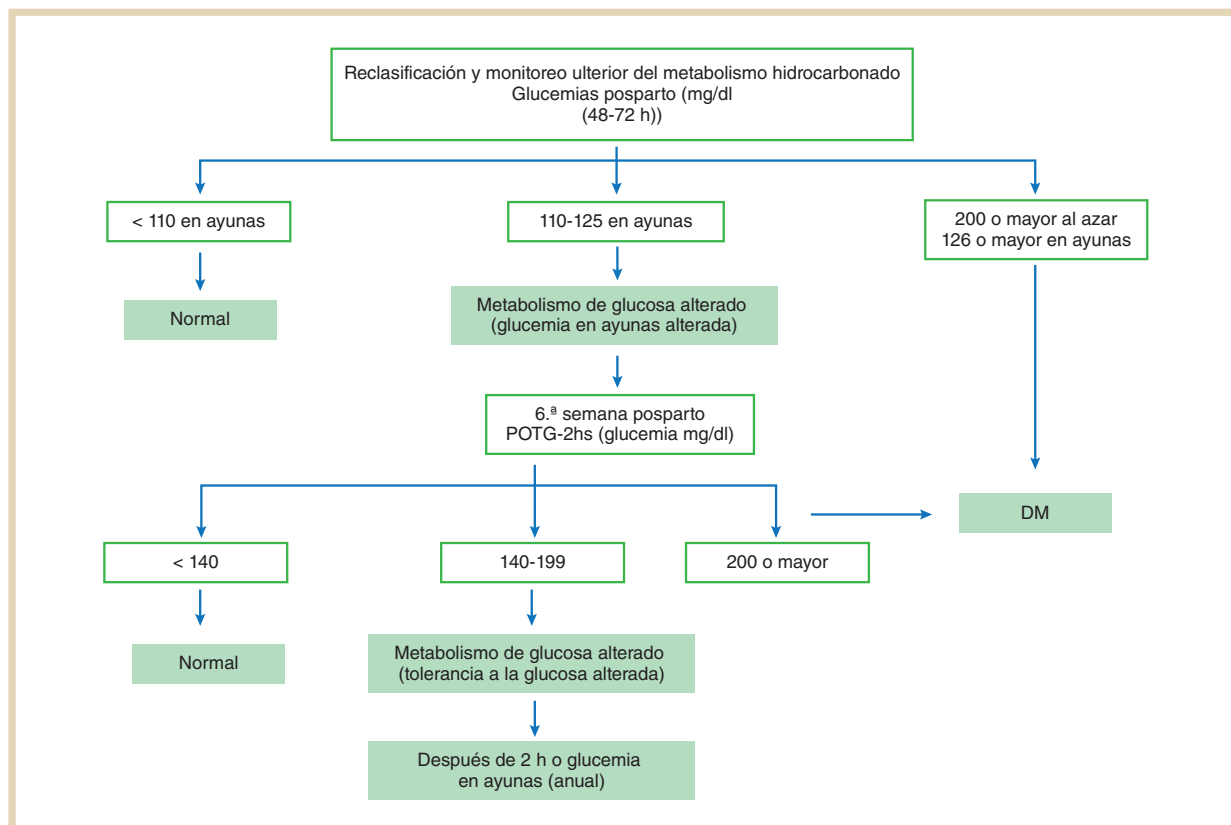 Reclasificación y monitoreo ulterior del metabolismo hidrocarbonado
Glucemias posparto (mg/dl
(48-72 h))
< 110 en ayunas
110-125 en ayunas
200 o mayor al azar
126 o mayor en ayunas
Normal
Metabolismo de glucosa alterado
(glucemia en ayunas alterada)
6.ª semana posparto
POTG-2hs (glucemia mg/dl)
DM
< 140
140-199
200 o mayor
Normal
Metabolismo de glucosa alterado
(tolerancia a la glucosa alterada)
Después de 2 h o glucemia
en ayunas (anual)